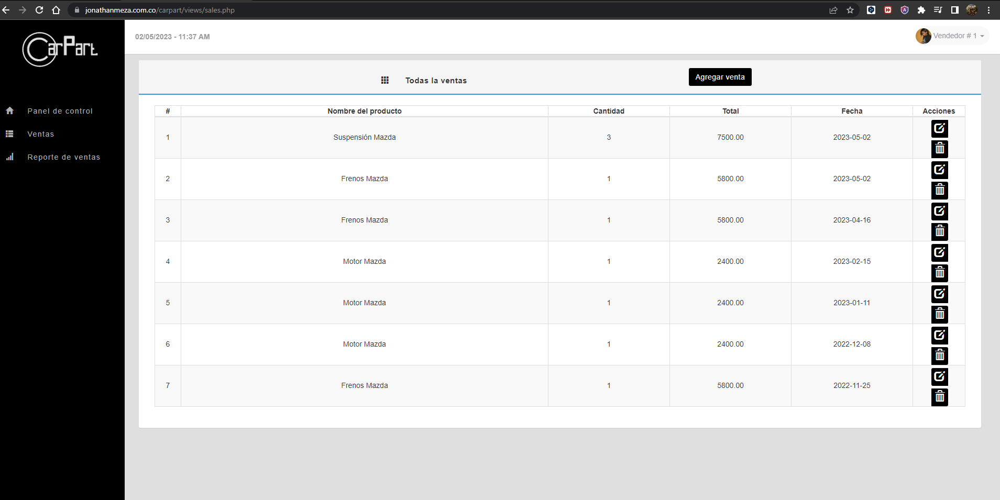 jonathanmeza.com.co/carpart/views/sales.php
CarPart
02/05/2023 - 11:37 AM
Vendedor # 1
Panel de control
Ventas
Reporte de ventas
Todas la ventas
Agregar venta
# Nombre del producto Cantidad Total Fecha Acciones
1 Suspensión Mazda 3 7500.00 2023-05-02
2 Frenos Mazda 1 5800.00 2023-05-02
3 Frenos Mazda 1 5800.00 2023-04-16
4 Motor Mazda 1 2400.00 2023-02-15
5 Motor Mazda 1 2400.00 2023-01-11
6 Motor Mazda 1 2400.00 2022-12-08
7 Frenos Mazda 1 5800.00 2022-11-25